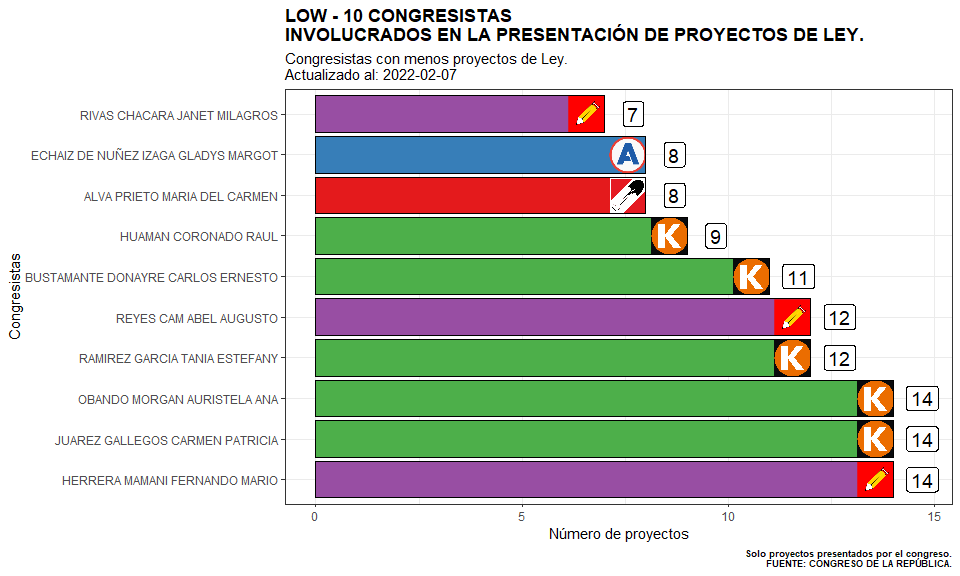 LOW - 10 CONGRESISTAS
INVOLUCRADOS EN LA PRESENTACIÓN DE PROYECTOS DE LEY.
Congresistas con menos proyectos de Ley.
Actualizado al: 2022-02-07
Congresistas
RIVAS CHACARA JANET MILAGROS 7
ECHAIZ DE NUÑEZ IZAGA GLADYS MARGOT A 8
ALVA PRIETO MARIA DEL CARMEN 8
HUAMAN CORONADO RAUL K 9
BUSTAMANTE DONAYRE CARLOS ERNESTO K 11
REYES CAM ABEL AUGUSTO 12
RAMIREZ GARCIA TANIA ESTEFANY K 12
OBANDO MORGAN AURISTELA ANA K 14
JUAREZ GALLEGOS CARMEN PATRICIA K 14
HERRERA MAMANI FERNANDO MARIO 14
0 5 10 15
Número de proyectos
Solo proyectos presentados por el congreso.
FUENTE: CONGRESO DE LA REPÚBLICA.